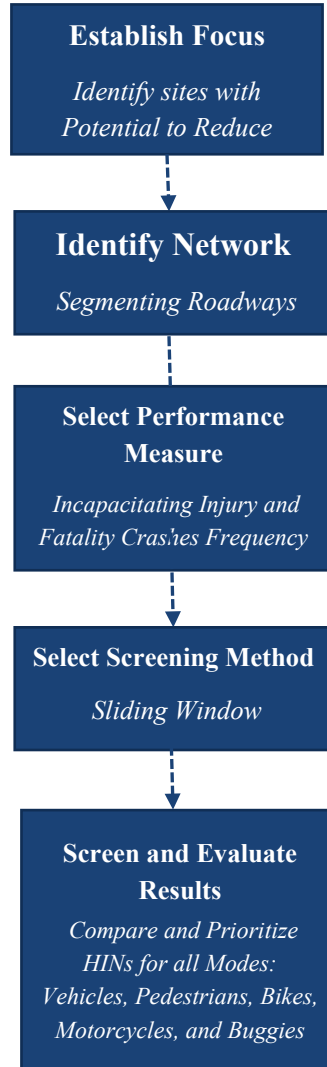 Establish Focus
Identify sites with
Potential to Reduce
Identify Network
Segmenting Roadways
Select Performance
Measure
Incapacitating Injury and
Fatality Crashes Frequency
Select Screening Method
Sliding Window
Screen and Evaluate
Results
Compare and Prioritize
HINs for all Modes:
Vehicles, Pedestrians, Bikes,
Motorcycles, and Buggies